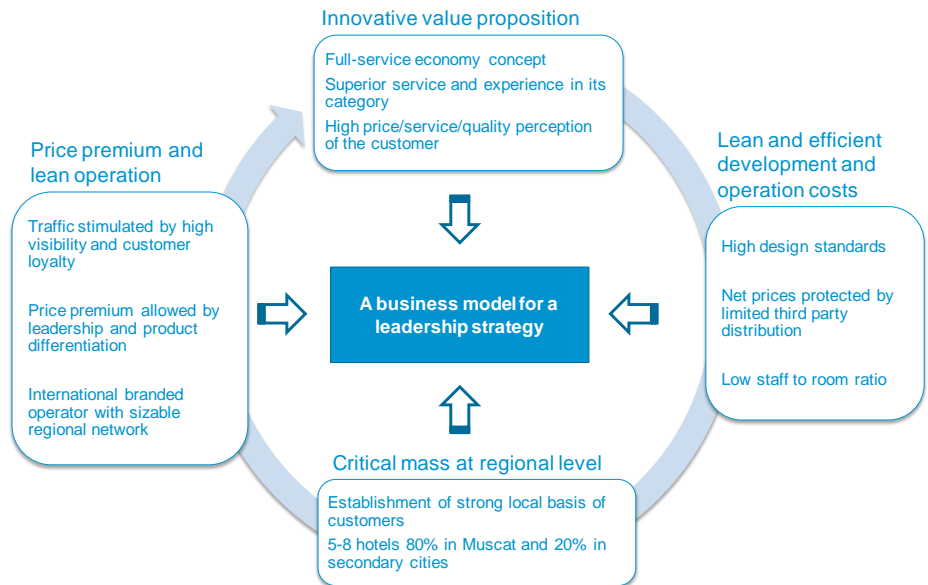 Innovative value proposition
Full-service economy concept
Superior service and experience in its
category
High price/service/quality perception
of the customer
Lean and efficient
development and
operation costs
High design standards
Net prices protected by
limited third party
distribution
Low staff to room ratio
Critical mass at regional level
Establishment of strong local basis of
customers
5-8 hotels 80% in Muscat and 20% in
secondary cities
Price premium and
lean operation
Traffic stimulated by high
visibility and customer
loyalty
Price premium allowed by
leadership and product
differentiation
International branded
operator with sizable
regional network
A business model for a
leadership strategy